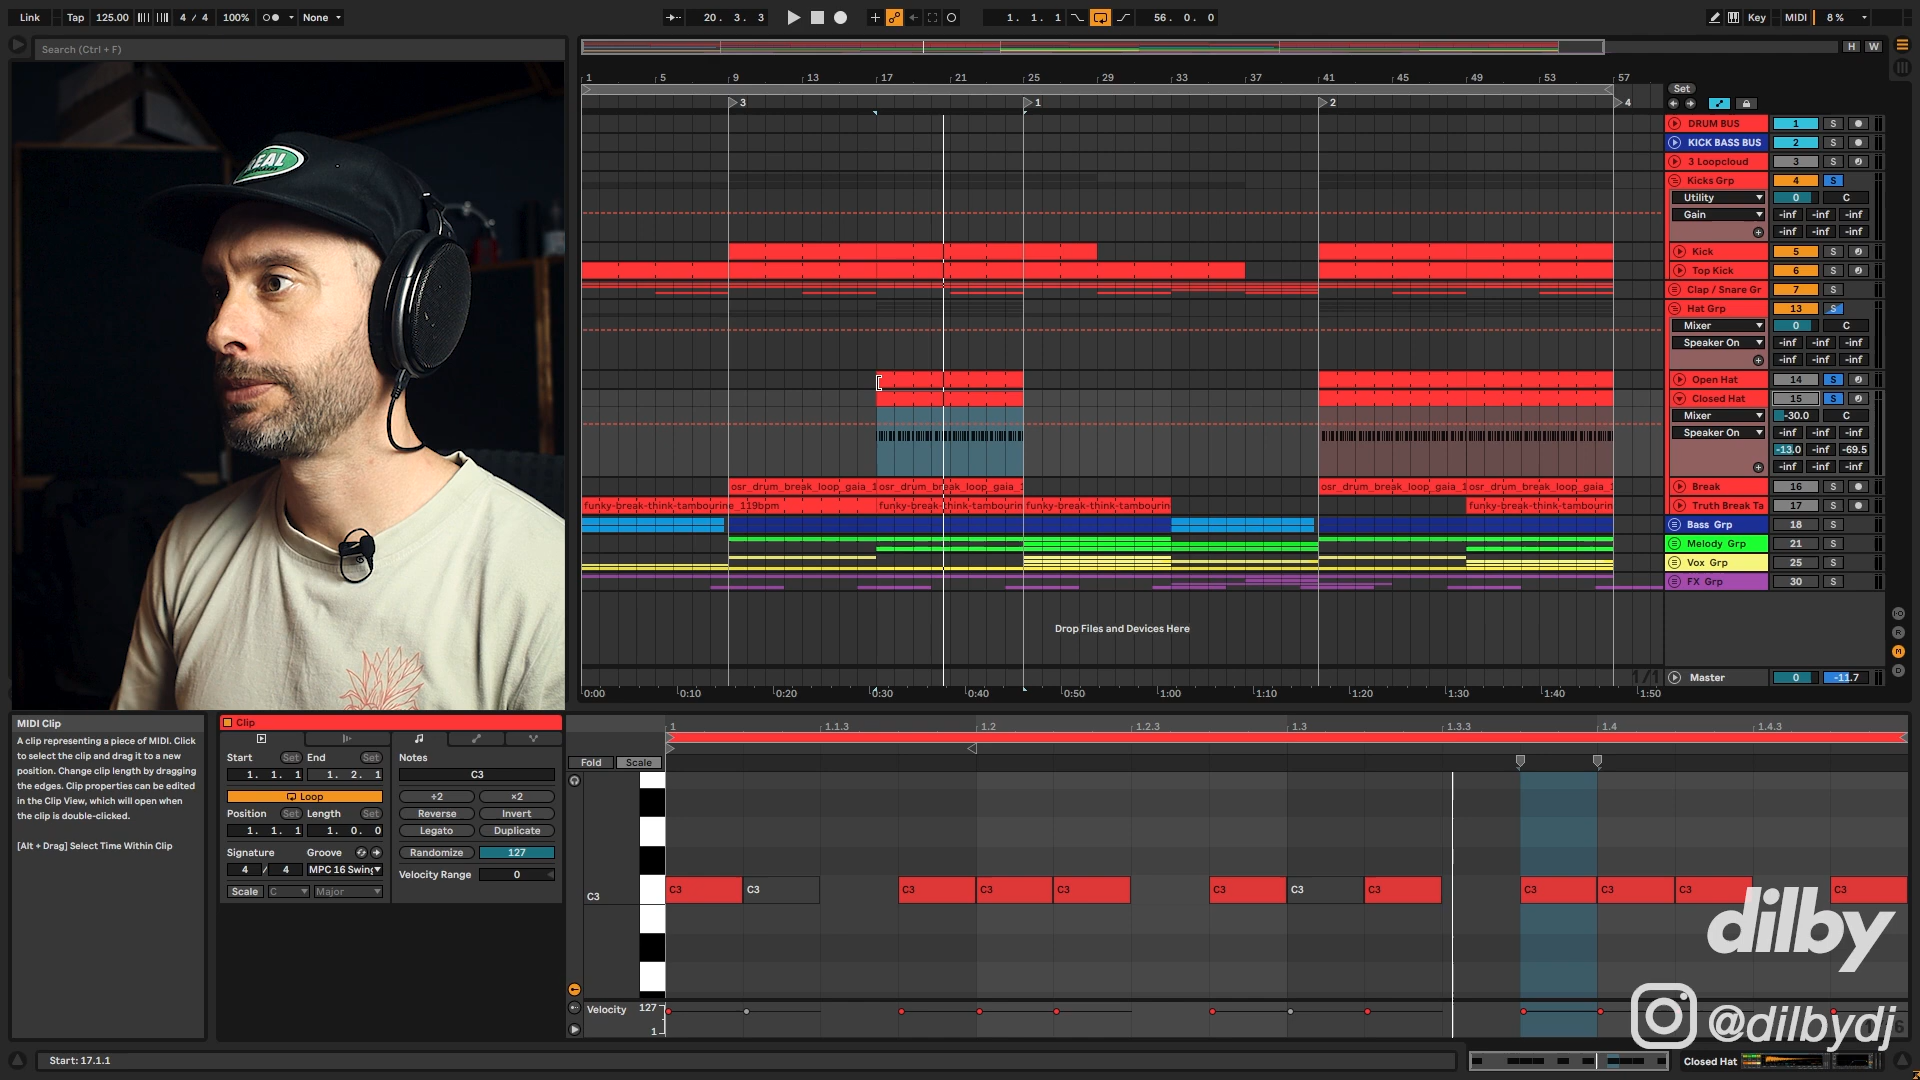 Link Tap 125.00 4 / 4 100% None 20. 3. 3 1. 1. 1 56. 0. 0 Key MIDI 8 %
Search (Ctrl + F)
H W
1 5 9 13 17 21 25 29 33 37 41 45 49 53 57
Set
3 1 2 4
DRUM BUS 1 S
KICK BASS BUS 2 S
3 Loopcloud 3 S
Kicks Grp 4 S
Utility 0 C
Gain -inf -inf -inf
-inf -inf -inf
Kick 5 S
Top Kick 6 S
Clap / Snare Gr 7 S
Hat Grp 13 S
Mixer 0 C
Speaker On -inf -inf -inf
-inf -inf -inf
Open Hat 14 S
Closed Hat 15 S
Mixer -30.0 C
Speaker On -inf -inf -inf
-13.0 -inf -69.5
-inf -inf -inf
osr_drum_break_loop_gaia_1 osr_drum_break_loop_gaia_1 osr_drum_break_loop_gaia_1 osr_drum_break_loop_gaia_1 Break 16 S
funky-break-think-tambourine_119bpm funky-break-think-tambourin funky-break-think-tambourin funky-break-think-tambourin Truth Break Ta 17 S
Bass Grp 18 S
Melody Grp 21 S
Vox Grp 25 S
FX Grp 30 S
Drop Files and Devices Here
1/1
Master 0 -11.7
0:00 0:10 0:20 0:30 0:40 0:50 1:00 1:10 1:20 1:30 1:40 1:50
REAL
MIDI Clip
A clip representing a piece of MIDI. Click
to select the clip and drag it to a new
position. Change clip length by dragging
the edges. Clip properties can be edited
in the Clip View, which will open when
the clip is double-clicked.
[Alt + Drag] Select Time Within Clip
Clip
Start Set End Set
1. 1. 1 1. 2. 1
Loop
Position Set Length Set
1. 1. 1 1. 0. 0
Signature Groove
4 / 4 MPC 16 Swing
Scale C Major
Notes
C3
÷2 ×2
Reverse Invert
Legato Duplicate
Randomize 127
Velocity Range 0
1 1.1.3 1.2 1.2.3 1.3 1.3.3 1.4 1.4.3
Fold Scale
C3 C3 C3 C3 C3 C3 C3 C3 C3 C3 C3 C3 C3
Velocity 127
1
dilby
@dilbydj
Start: 17.1.1
Closed Hat